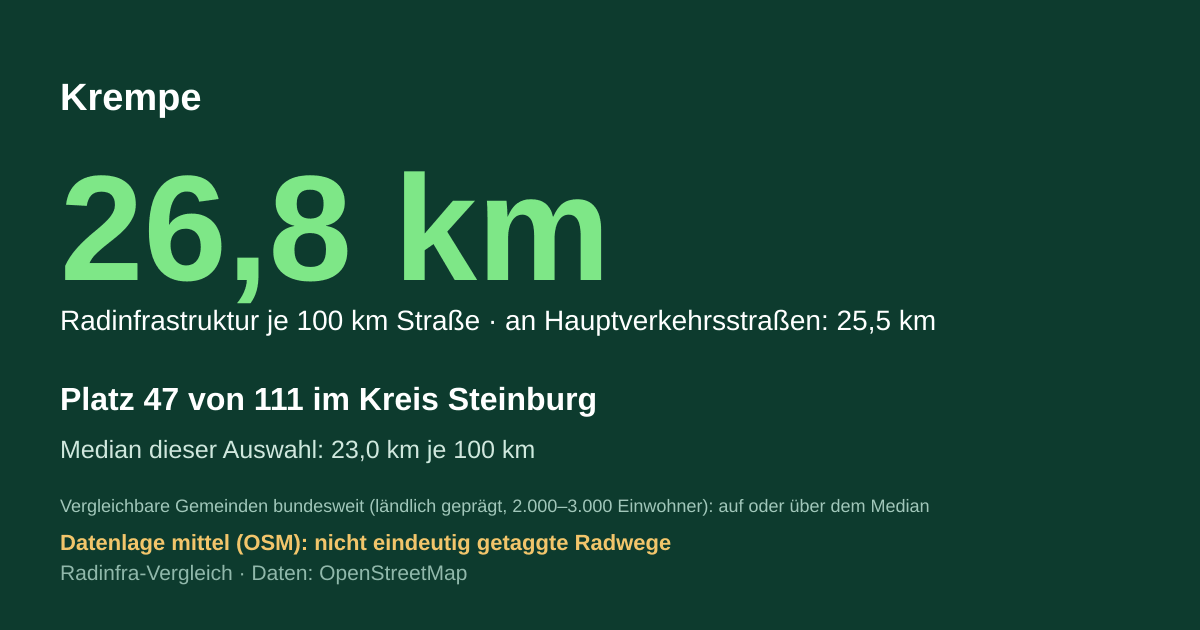 Krempe
26,8 km
Radinfrastruktur je 100 km Straße · an Hauptverkehrsstraßen: 25,5 km
Platz 47 von 111 im Kreis Steinburg
Median dieser Auswahl: 23,0 km je 100 km
Vergleichbare Gemeinden bundesweit (ländlich geprägt, 2.000–3.000 Einwohner): auf oder über dem Median
Datenlage mittel (OSM): nicht eindeutig getaggte Radwege
Radinfra-Vergleich · Daten: OpenStreetMap